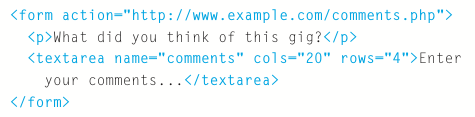 <form action="http://www.example.com/comments.php">
<p>What did you think of this gig?</p>
<textarea name="comments" cols="20" rows="4">Enter
your comments...</textarea>
</form>